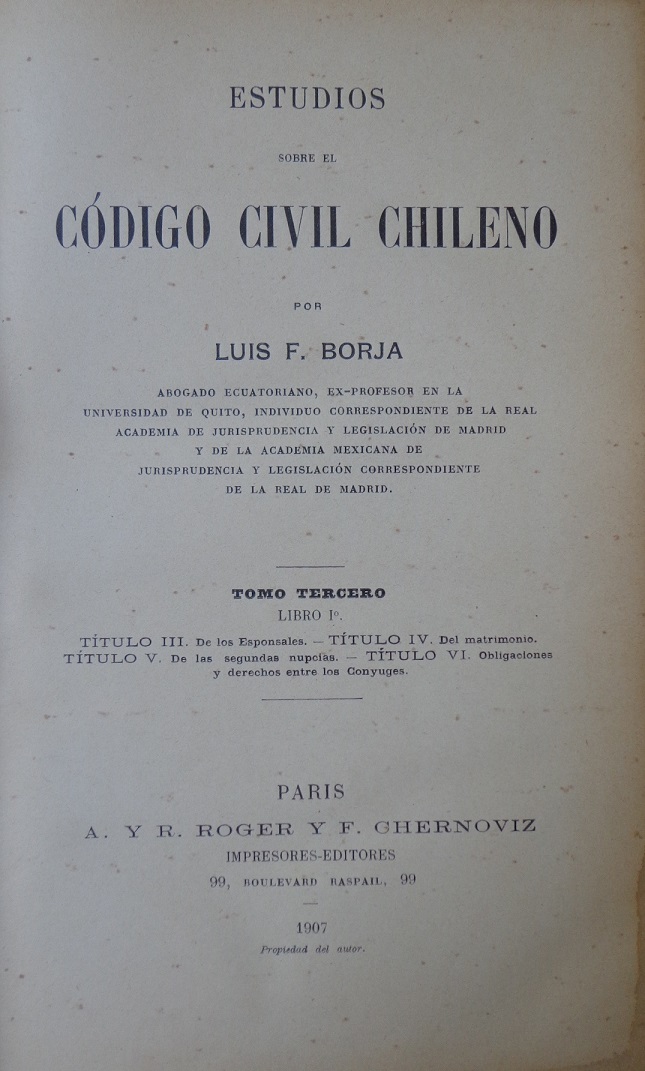 ESTUDIOS
SOBRE EL
CÓDIGO CIVIL CHILENO
POR
LUIS F. BORJA
ABOGADO ECUATORIANO, EX-PROFESOR EN LA
UNIVERSIDAD DE QUITO, INDIVIDUO CORRESPONDIENTE DE LA REAL
ACADEMIA DE JURISPRUDENCIA Y LEGISLACIÓN DE MADRID
Y DE LA ACADEMIA MEXICANA DE
JURISPRUDENCIA Y LEGISLACIÓN CORRESPONDIENTE
DE LA REAL DE MADRID.
TOMO TERCERO
LIBRO Iº.
TÍTULO III. De los Esponsales. — TÍTULO IV. Del matrimonio.
TÍTULO V. De las segundas nupcias. — TÍTULO VI. Obligaciones
y derechos entre los Conyuges.
PARIS
A. Y R. ROGER Y F. CHERNOVIZ
IMPRESORES-EDITORES
99, BOULEVARD RASPAIL, 99
1907
Propiedad del autor.